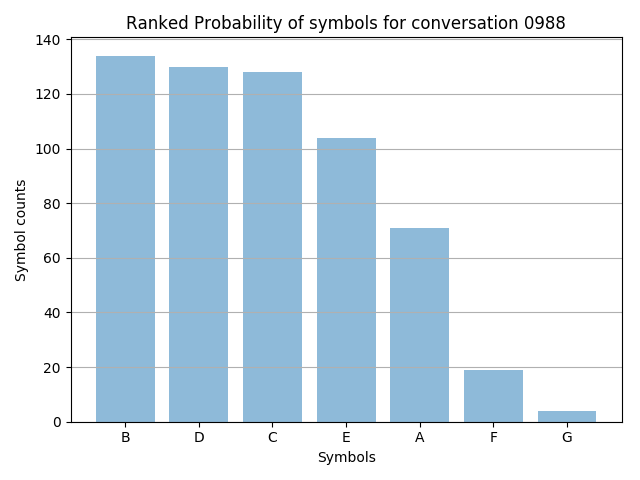 Ranked Probability of symbols for conversation 0988
140
120
100
80
60
40
20
0
Symbol counts
B D C E A F G
Symbols